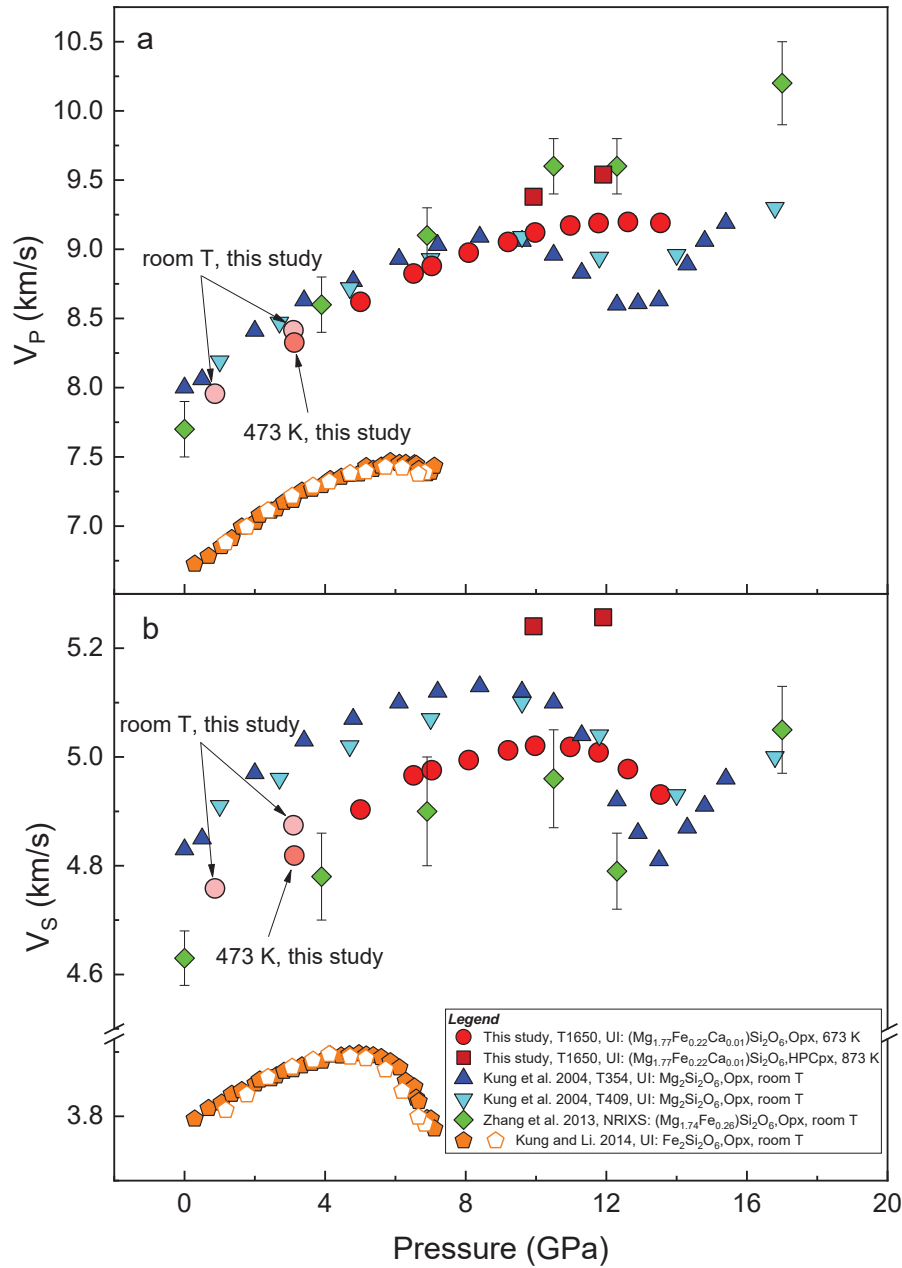 a
10.5
10.0
9.5
9.0
8.5
8.0
7.5
7.0
V_P (km/s)
room T, this study
473 K, this study
b
5.2
5.0
4.8
4.6
3.8
V_S (km/s)
room T, this study
473 K, this study
Legend
This study, T1650, UI: (Mg₁.₇₇Fe₀.₂₂Ca₀.₀₁)Si₂O₆,Opx, 673 K
This study, T1650, UI: (Mg₁.₇₇Fe₀.₂₂Ca₀.₀₁)Si₂O₆,HPCpx, 873 K
Kung et al. 2004, T354, UI: Mg₂Si₂O₆,Opx, room T
Kung et al. 2004, T409, UI: Mg₂Si₂O₆,Opx, room T
Zhang et al. 2013, NRIXS: (Mg₁.₇₄Fe₀.₂₆)Si₂O₆,Opx, room T
Kung and Li. 2014, UI: Fe₂Si₂O₆,Opx, room T
0 4 8 12 16 20
Pressure (GPa)